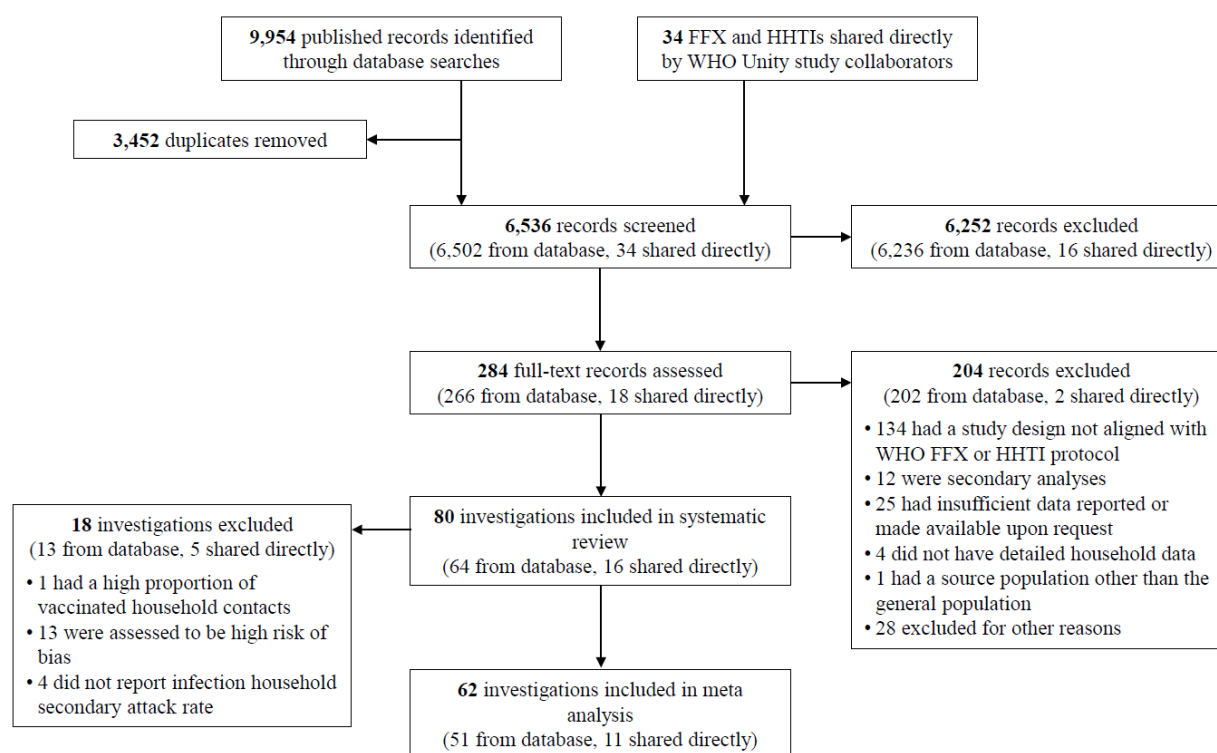 9,954 published records identified
through database searches
34 FFX and HHTIs shared directly
by WHO Unity study collaborators
3,452 duplicates removed
6,536 records screened
(6,502 from database, 34 shared directly)
6,252 records excluded
(6,236 from database, 16 shared directly)
284 full-text records assessed
(266 from database, 18 shared directly)
204 records excluded
(202 from database, 2 shared directly)
• 134 had a study design not aligned with
WHO FFX or HHTI protocol
• 12 were secondary analyses
• 25 had insufficient data reported or
made available upon request
• 4 did not have detailed household data
• 1 had a source population other than the
general population
• 28 excluded for other reasons
80 investigations included in systematic
review
(64 from database, 16 shared directly)
18 investigations excluded
(13 from database, 5 shared directly)
• 1 had a high proportion of
vaccinated household contacts
• 13 were assessed to be high risk of
bias
• 4 did not report infection household
secondary attack rate
62 investigations included in meta
analysis
(51 from database, 11 shared directly)